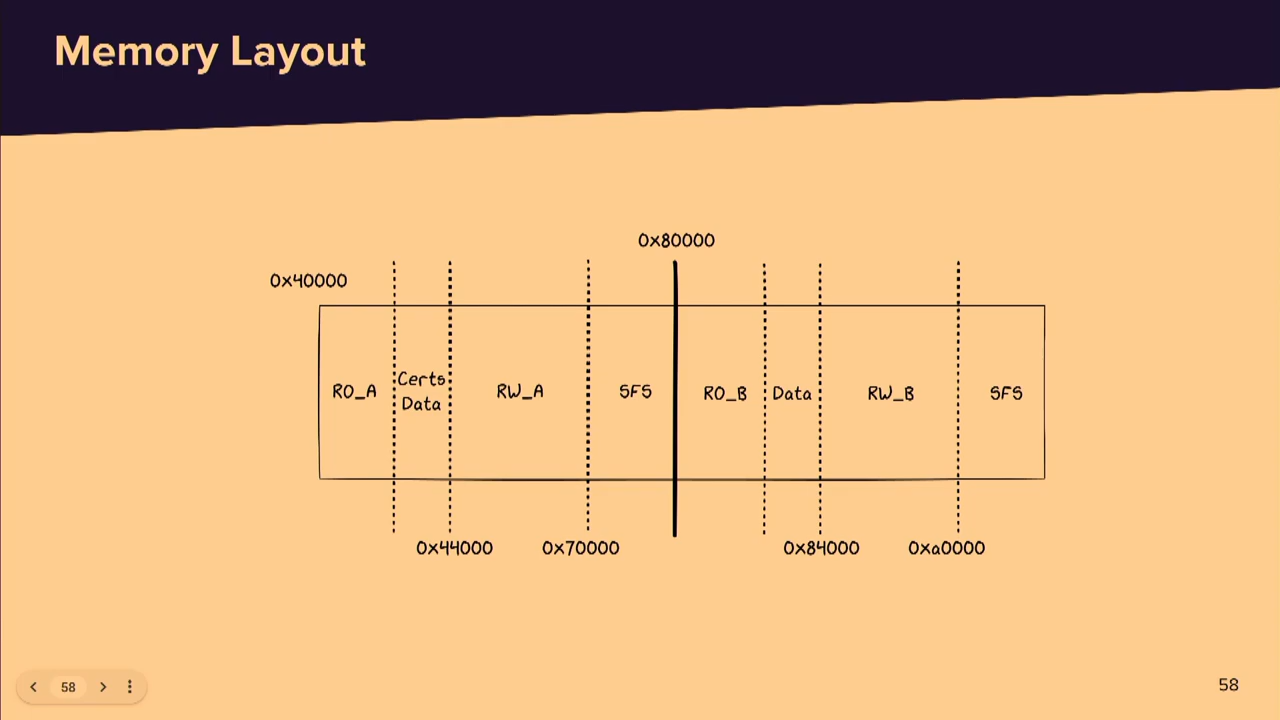 Memory Layout
0x80000
0x40000
RO_A
Certs
Data
RW_A
SFS
RO_B
Data
RW_B
SFS
0x44000
0x70000
0x84000
0xa0000
58
58